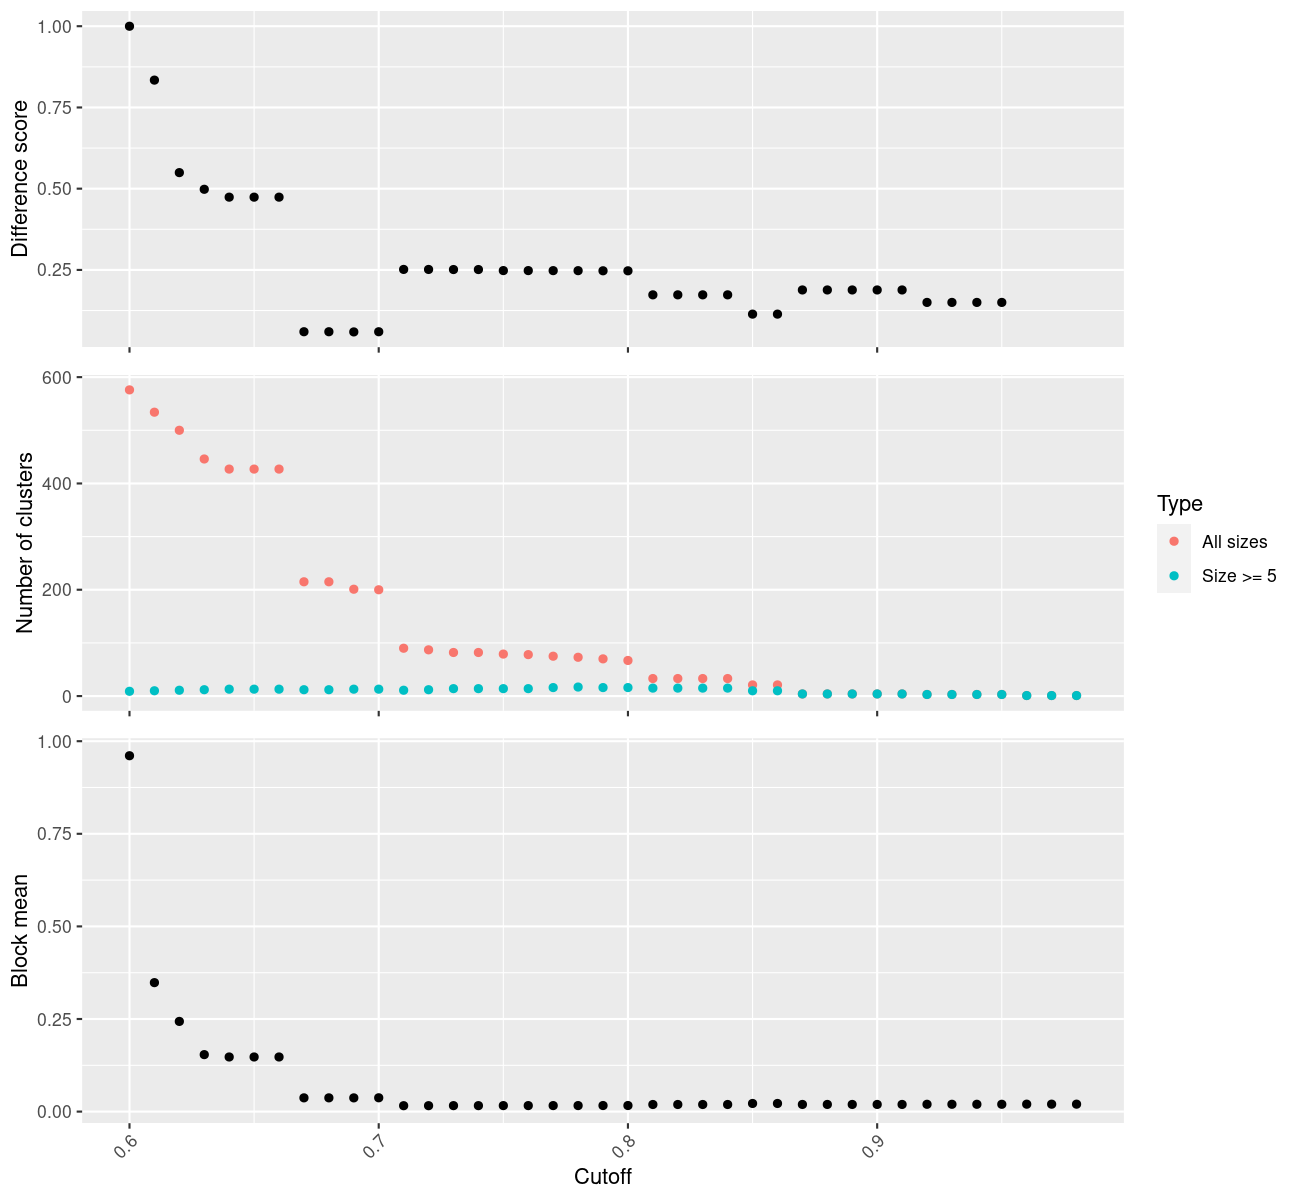 1.00
0.75
0.50
0.25
Difference score
600
400
200
0
Number of clusters
Type
All sizes
Size >= 5
1.00
0.75
0.50
0.25
0.00
Block mean
0.6 0.7 0.8 0.9
Cutoff